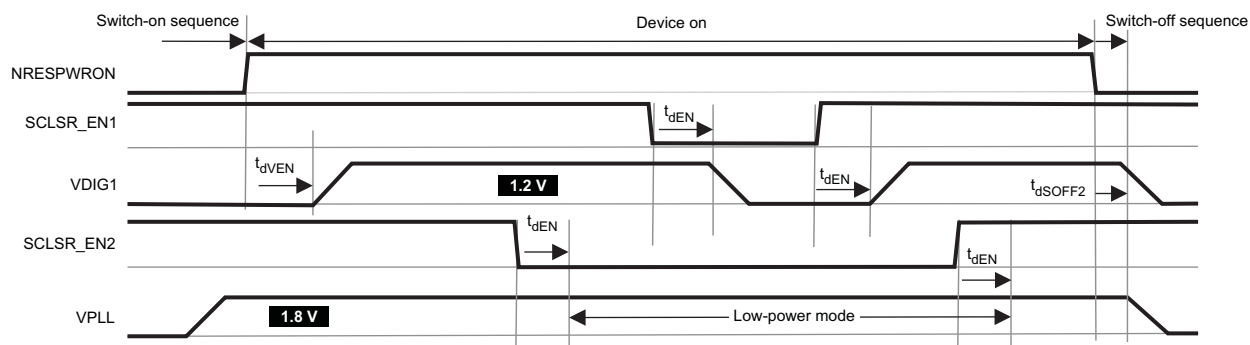 Switch-on sequence
Device on
Switch-off sequence
NRESPWRON
SCLSR_EN1
tdEN
tdVEN
VDIG1
1.2 V
tdEN
tdSOFF2
SCLSR_EN2
tdEN
tdEN
VPLL
1.8 V
Low-power mode